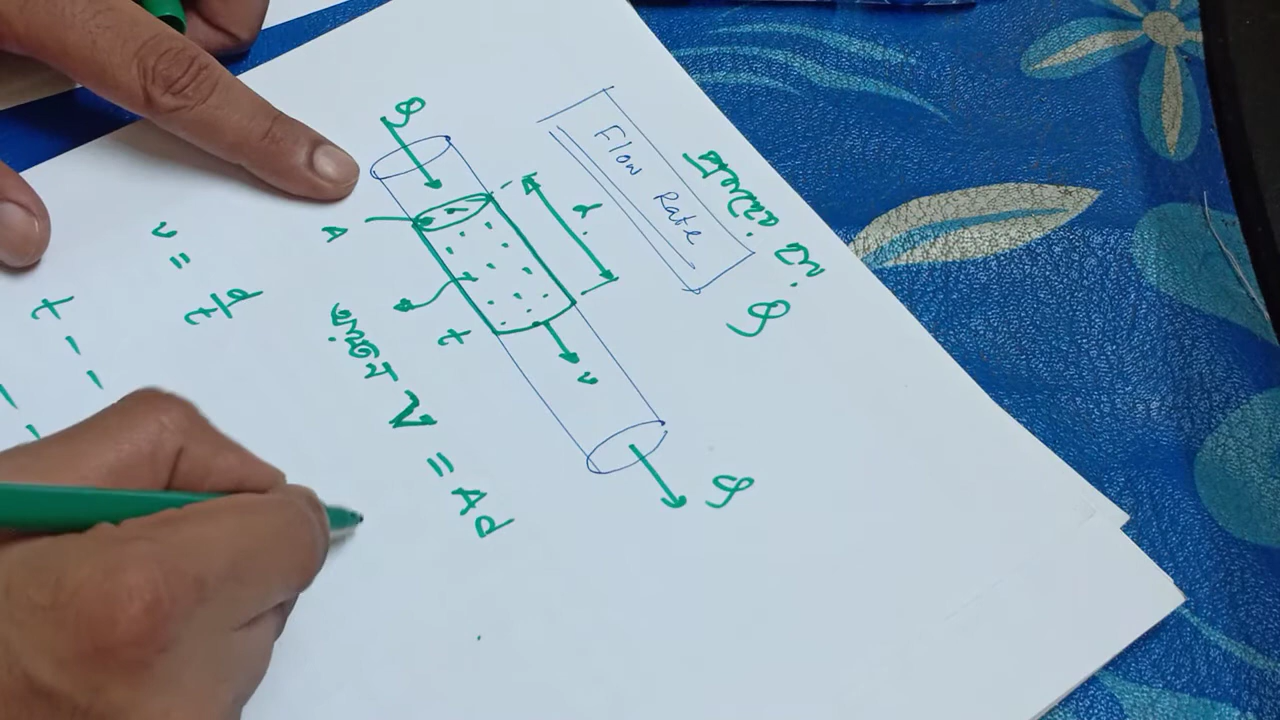 Flow Rate
Q
Q
d
A
t
v
v = d/t
V = Ad
Q
t